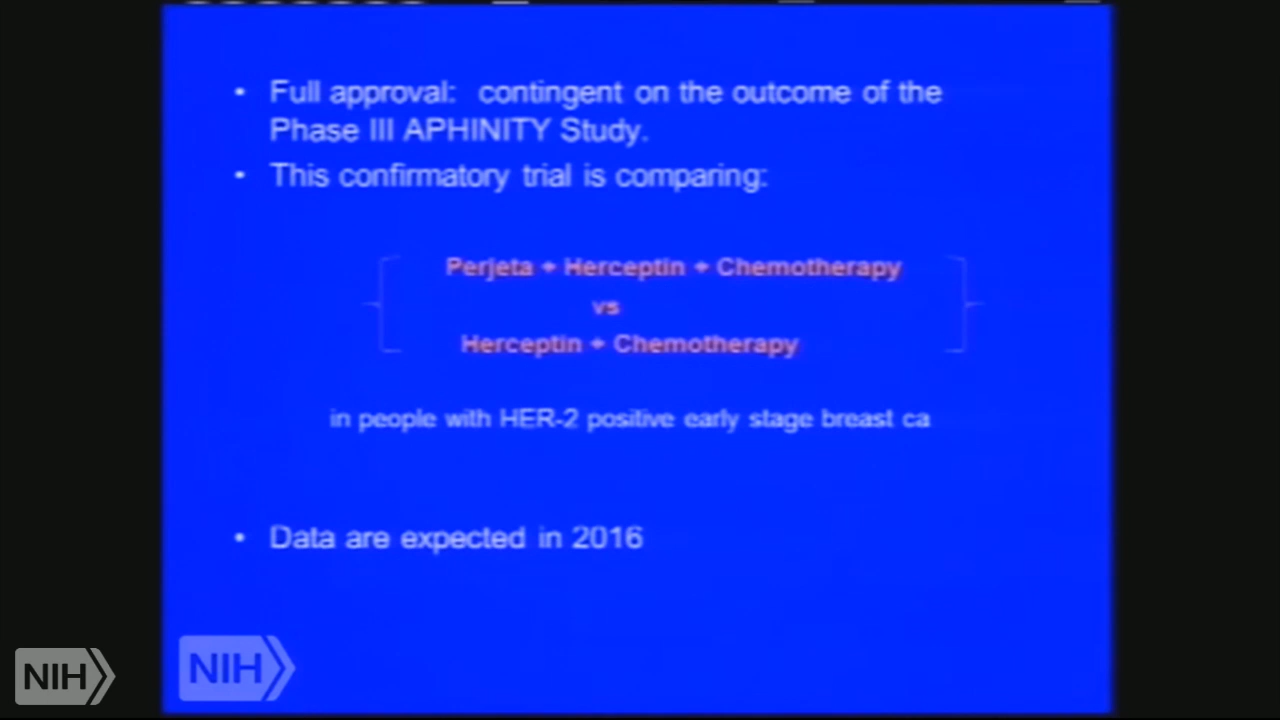 • Full approval: contingent on the outcome of the
Phase III APHINITY Study.
• This confirmatory trial is comparing:
Perjeta + Herceptin + Chemotherapy
vs
Herceptin + Chemotherapy
in people with HER-2 positive early stage breast ca
• Data are expected in 2016
NIH
NIH